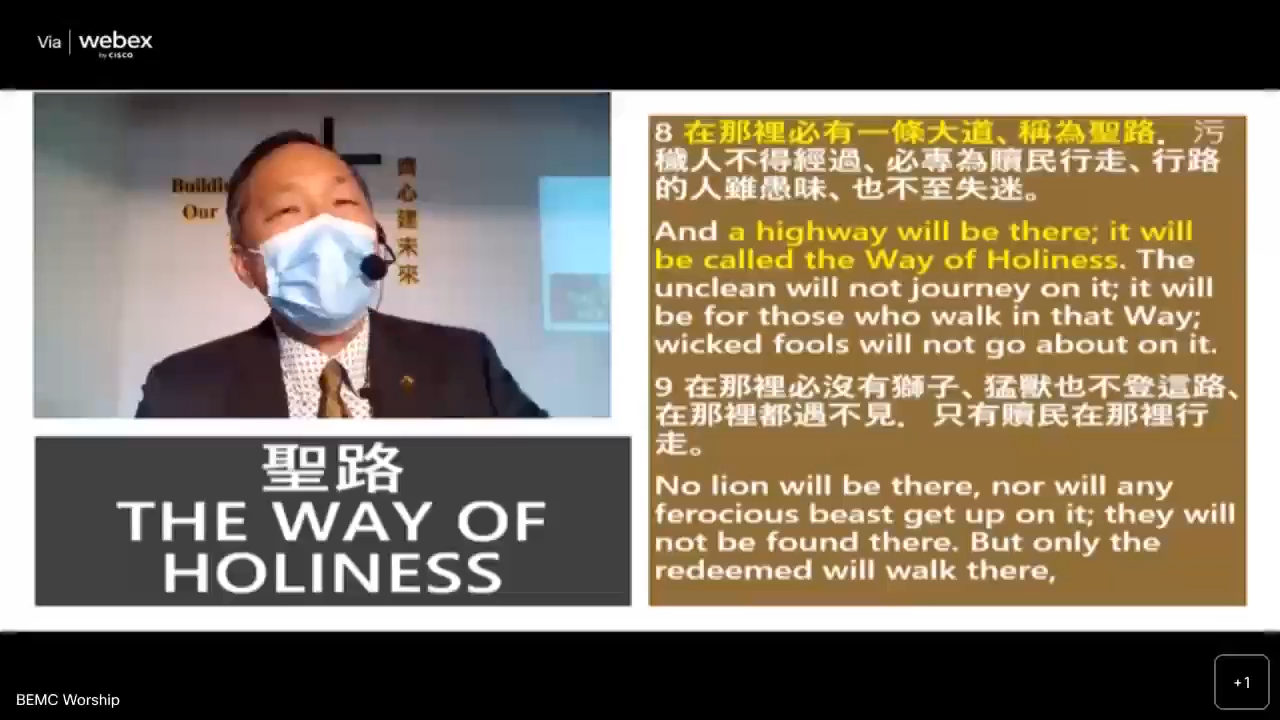 Via
webex
by CISCO
Buildi
Our
齊心建未來
聖路
THE WAY OF
HOLINESS
8 在那裡必有一條大道、稱為聖路． 污
穢人不得經過、必專為贖民行走、行路
的人雖愚昧、也不至失迷。
And a highway will be there; it will
be called the Way of Holiness. The
unclean will not journey on it; it will
be for those who walk in that Way;
wicked fools will not go about on it.
9 在那裡必沒有獅子、猛獸也不登這路、
在那裡都遇不見． 只有贖民在那裡行
走。
No lion will be there, nor will any
ferocious beast get up on it; they will
not be found there. But only the
redeemed will walk there,
BEMC Worship
+1